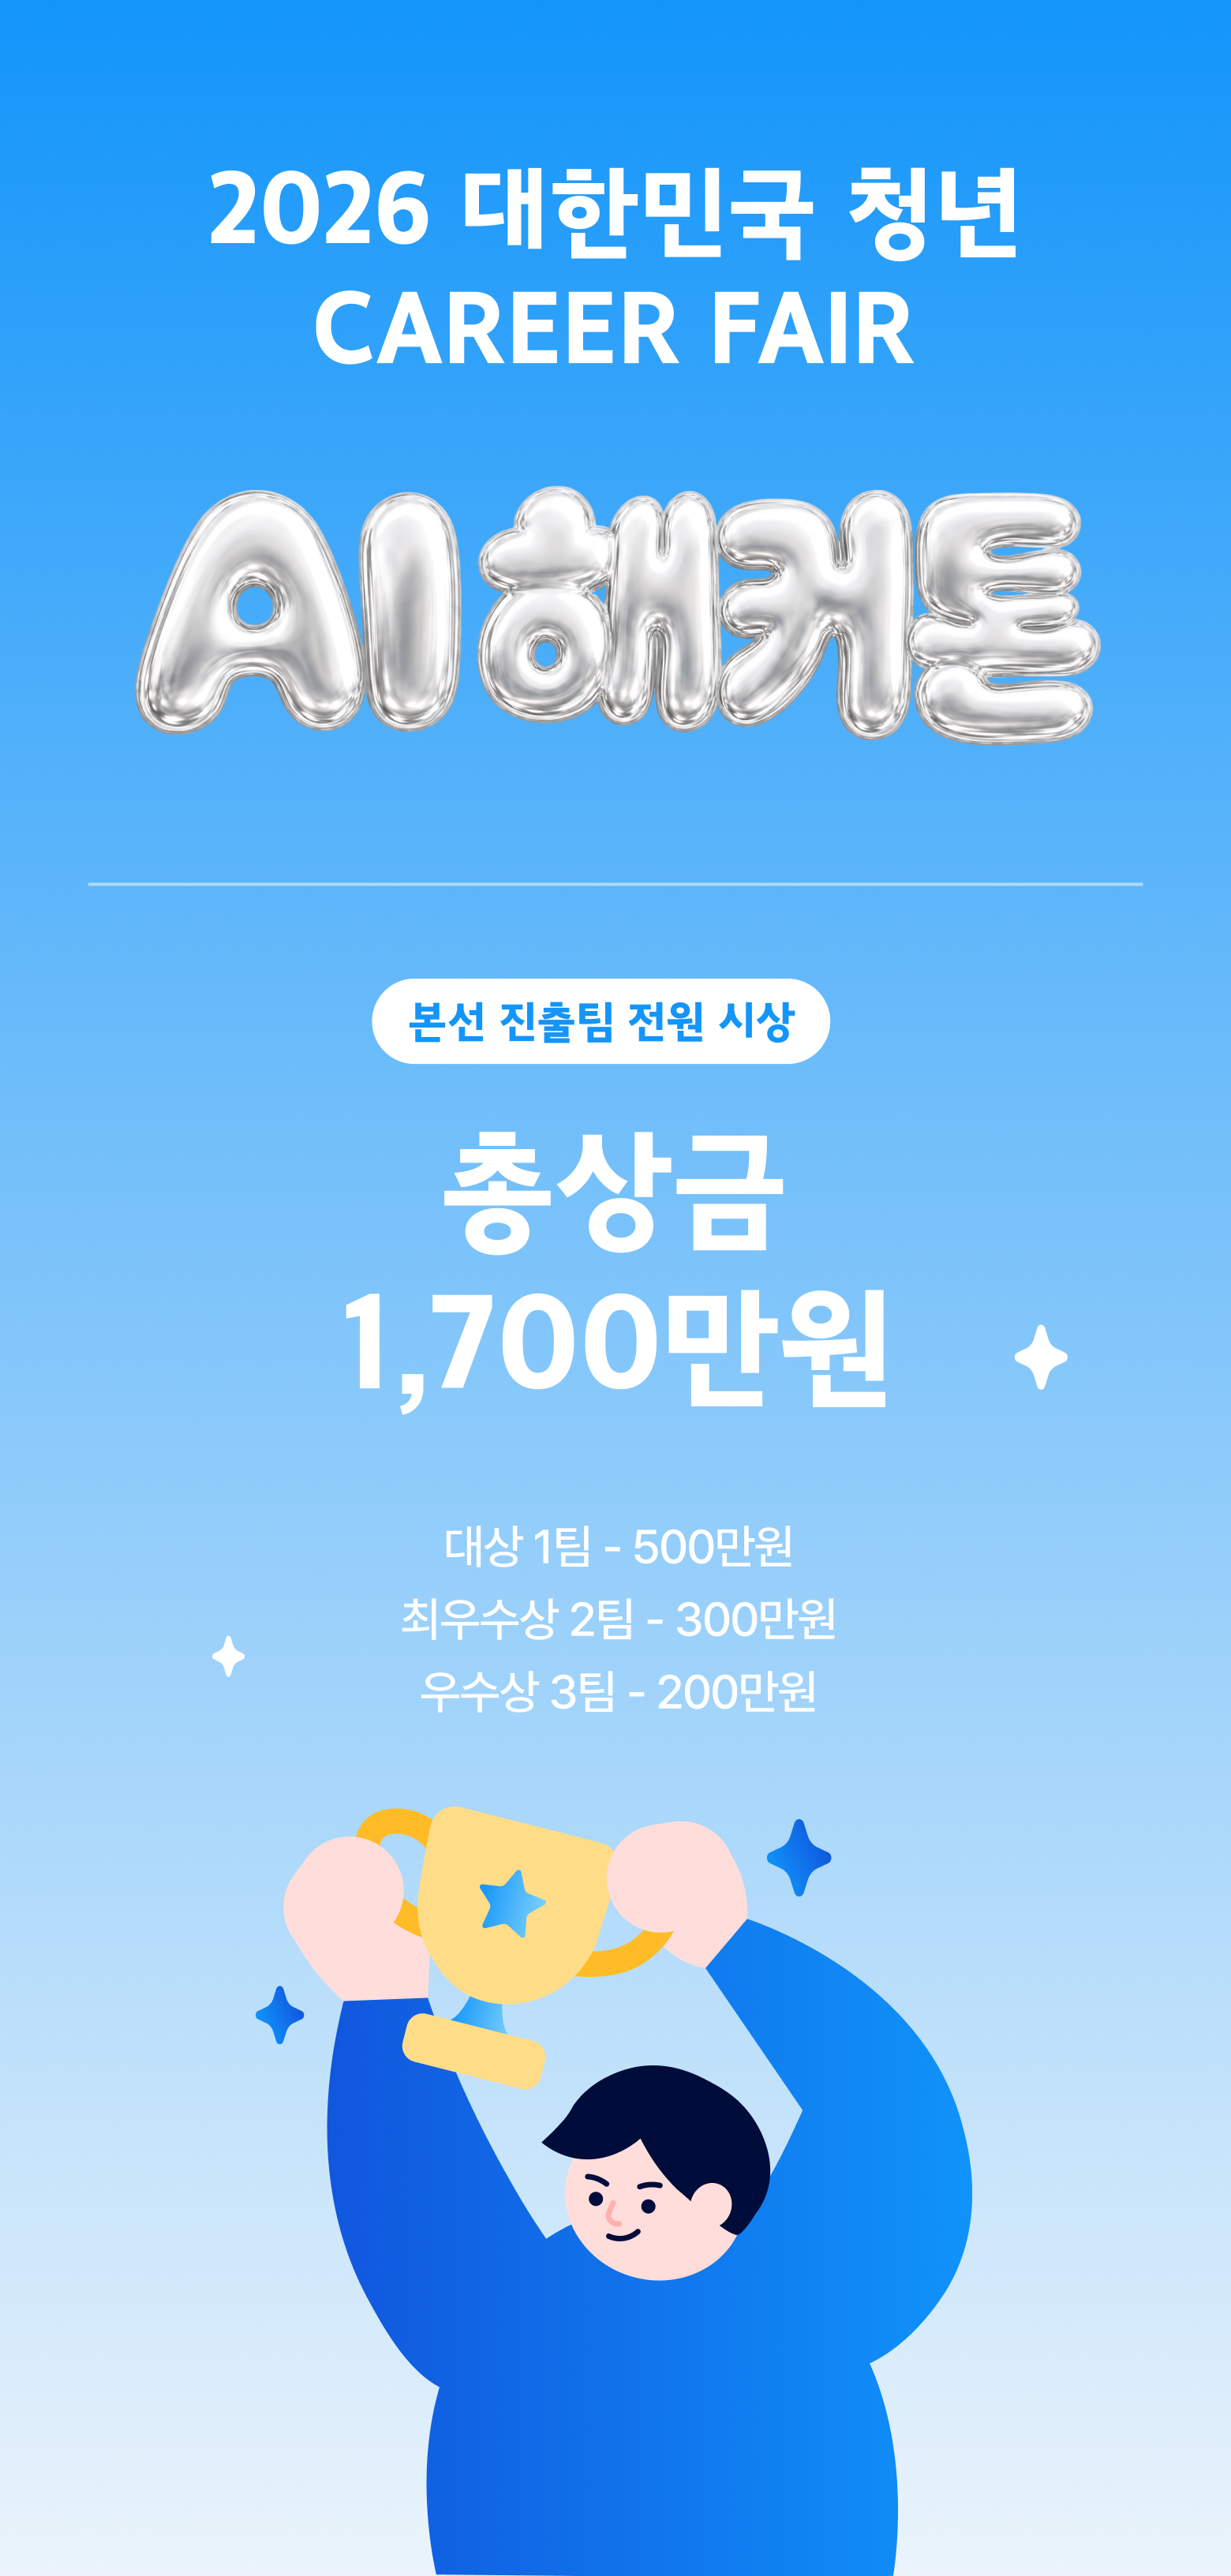 2026 대한민국 청년
CAREER FAIR
AI 해커톤
본선 진출팀 전원 시상
총상금
1,700만원
대상 1팀 - 500만원
최우수상 2팀 - 300만원
우수상 3팀 - 200만원